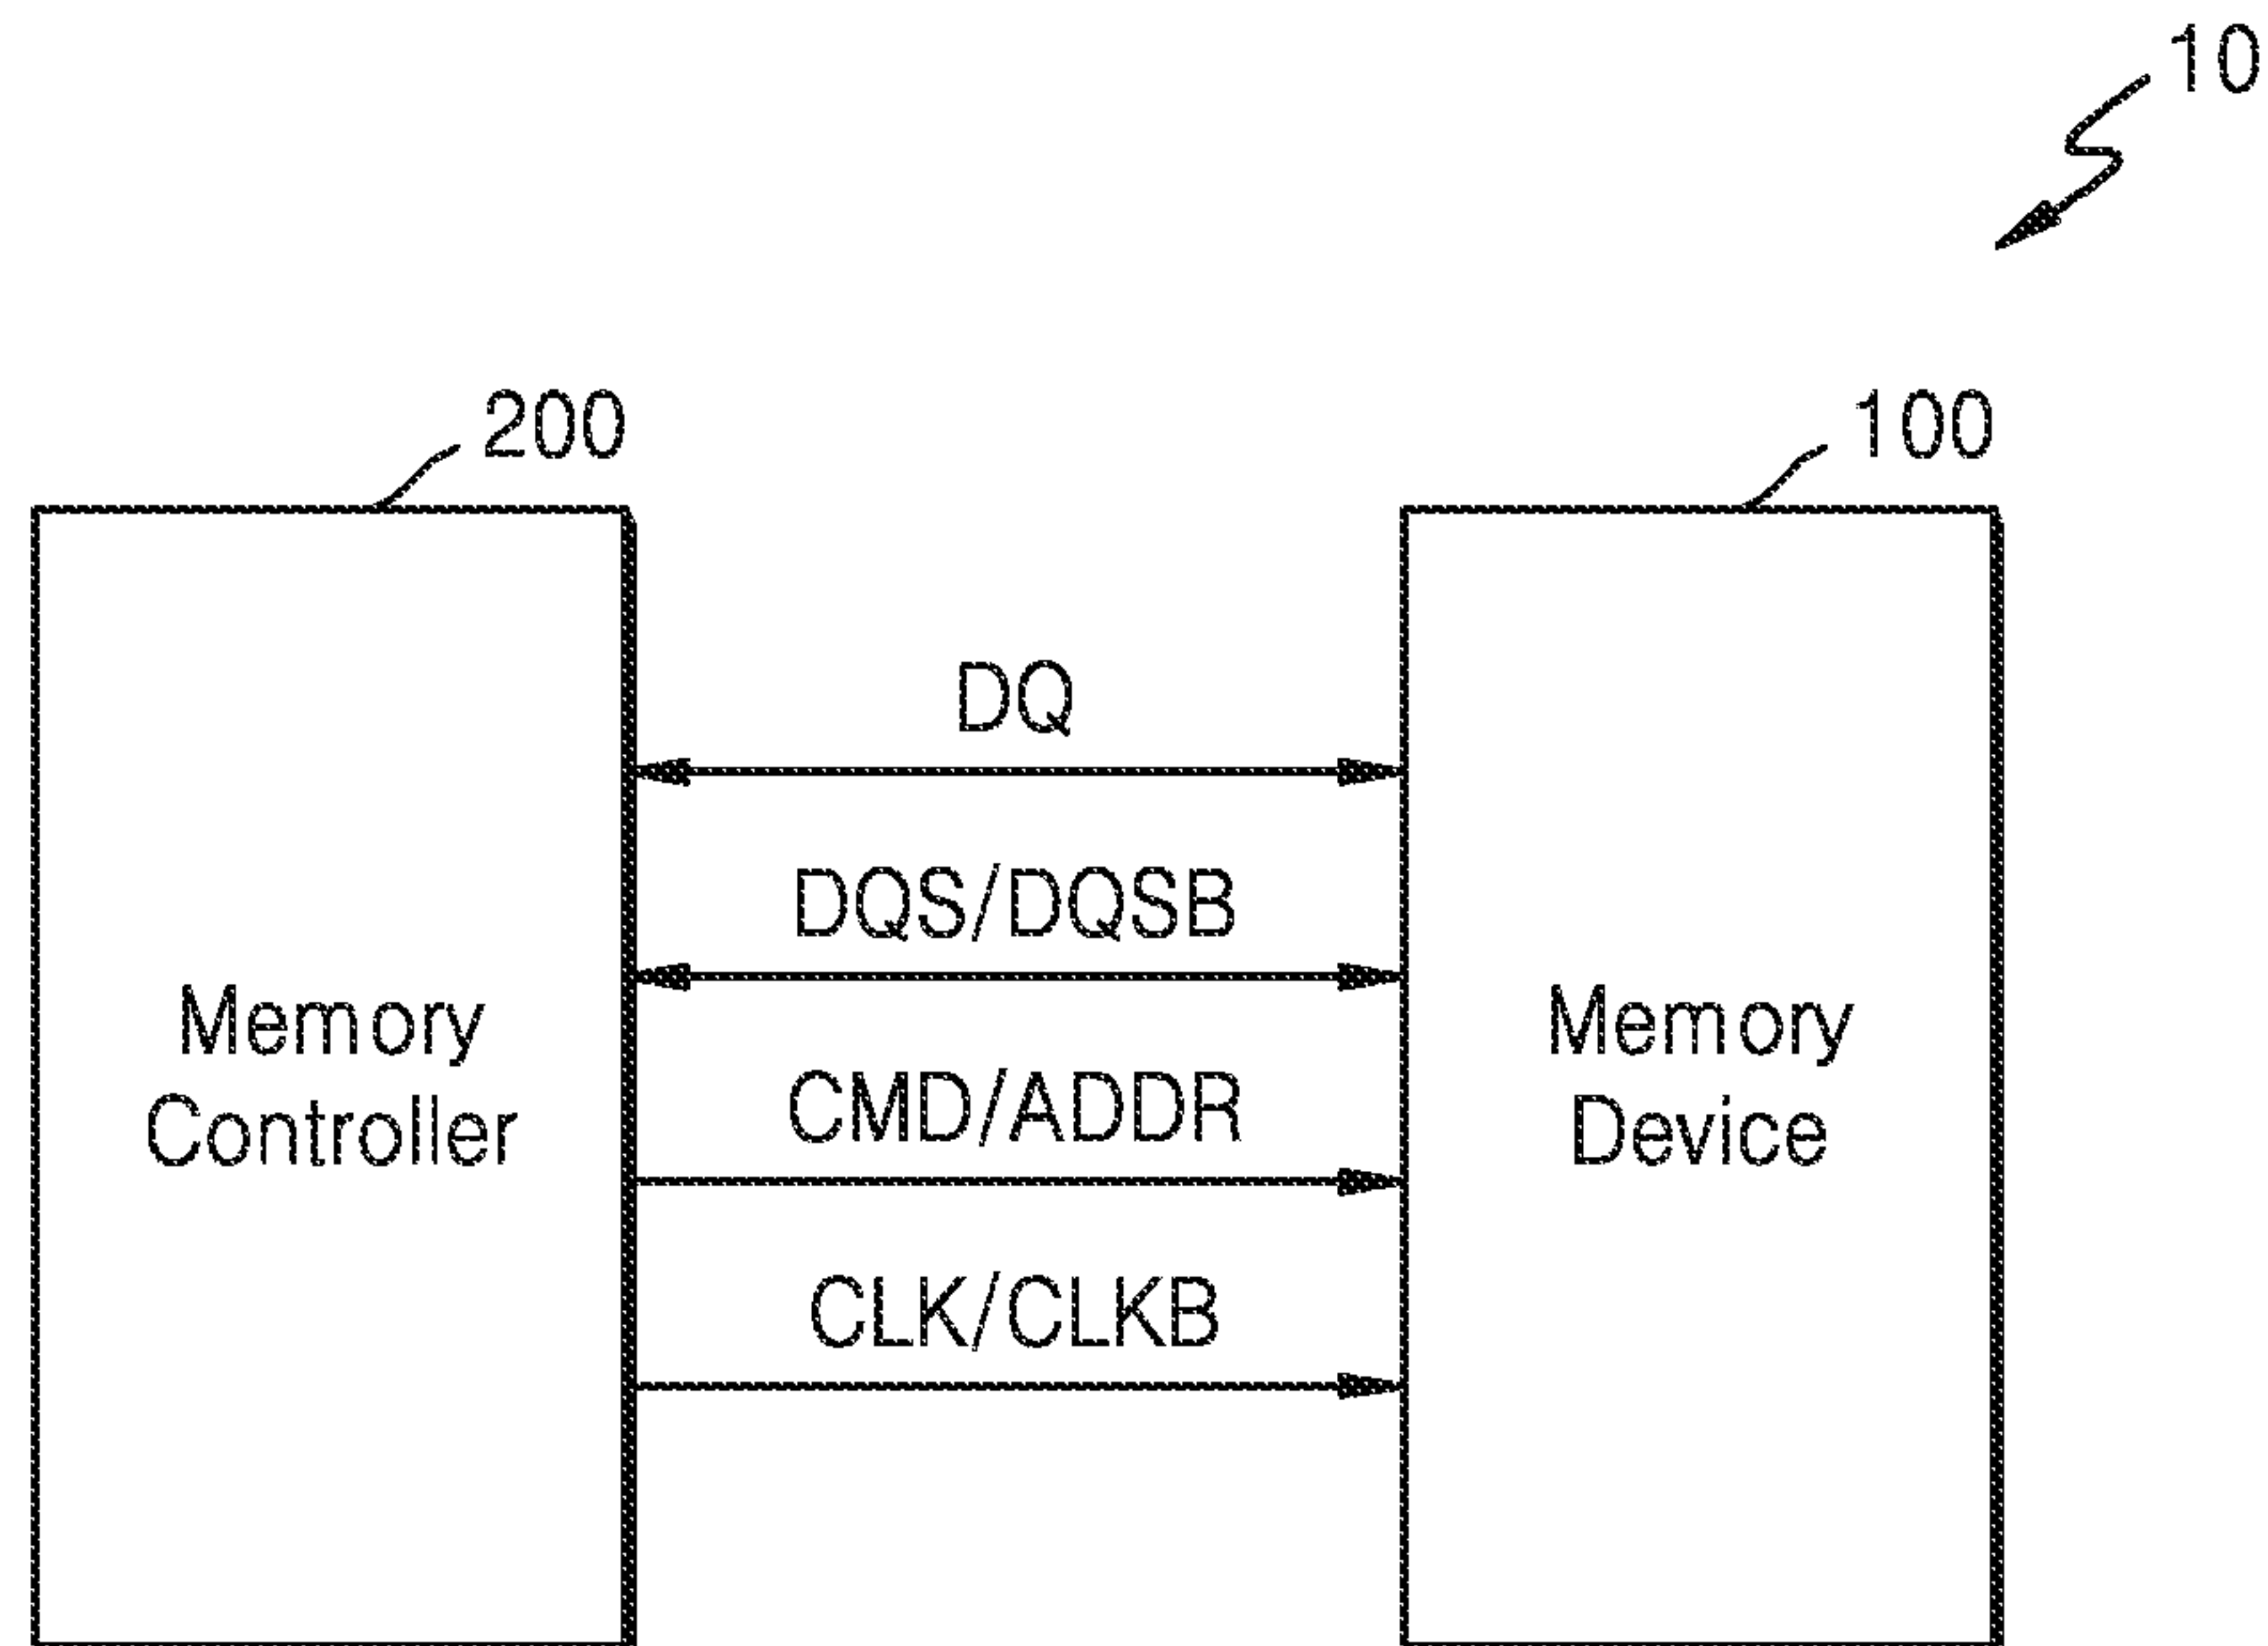 10
200
100
DQ
DQS/DQSB
CMD/ADDR
CLK/CLKB
Memory
Controller
Memory
Device